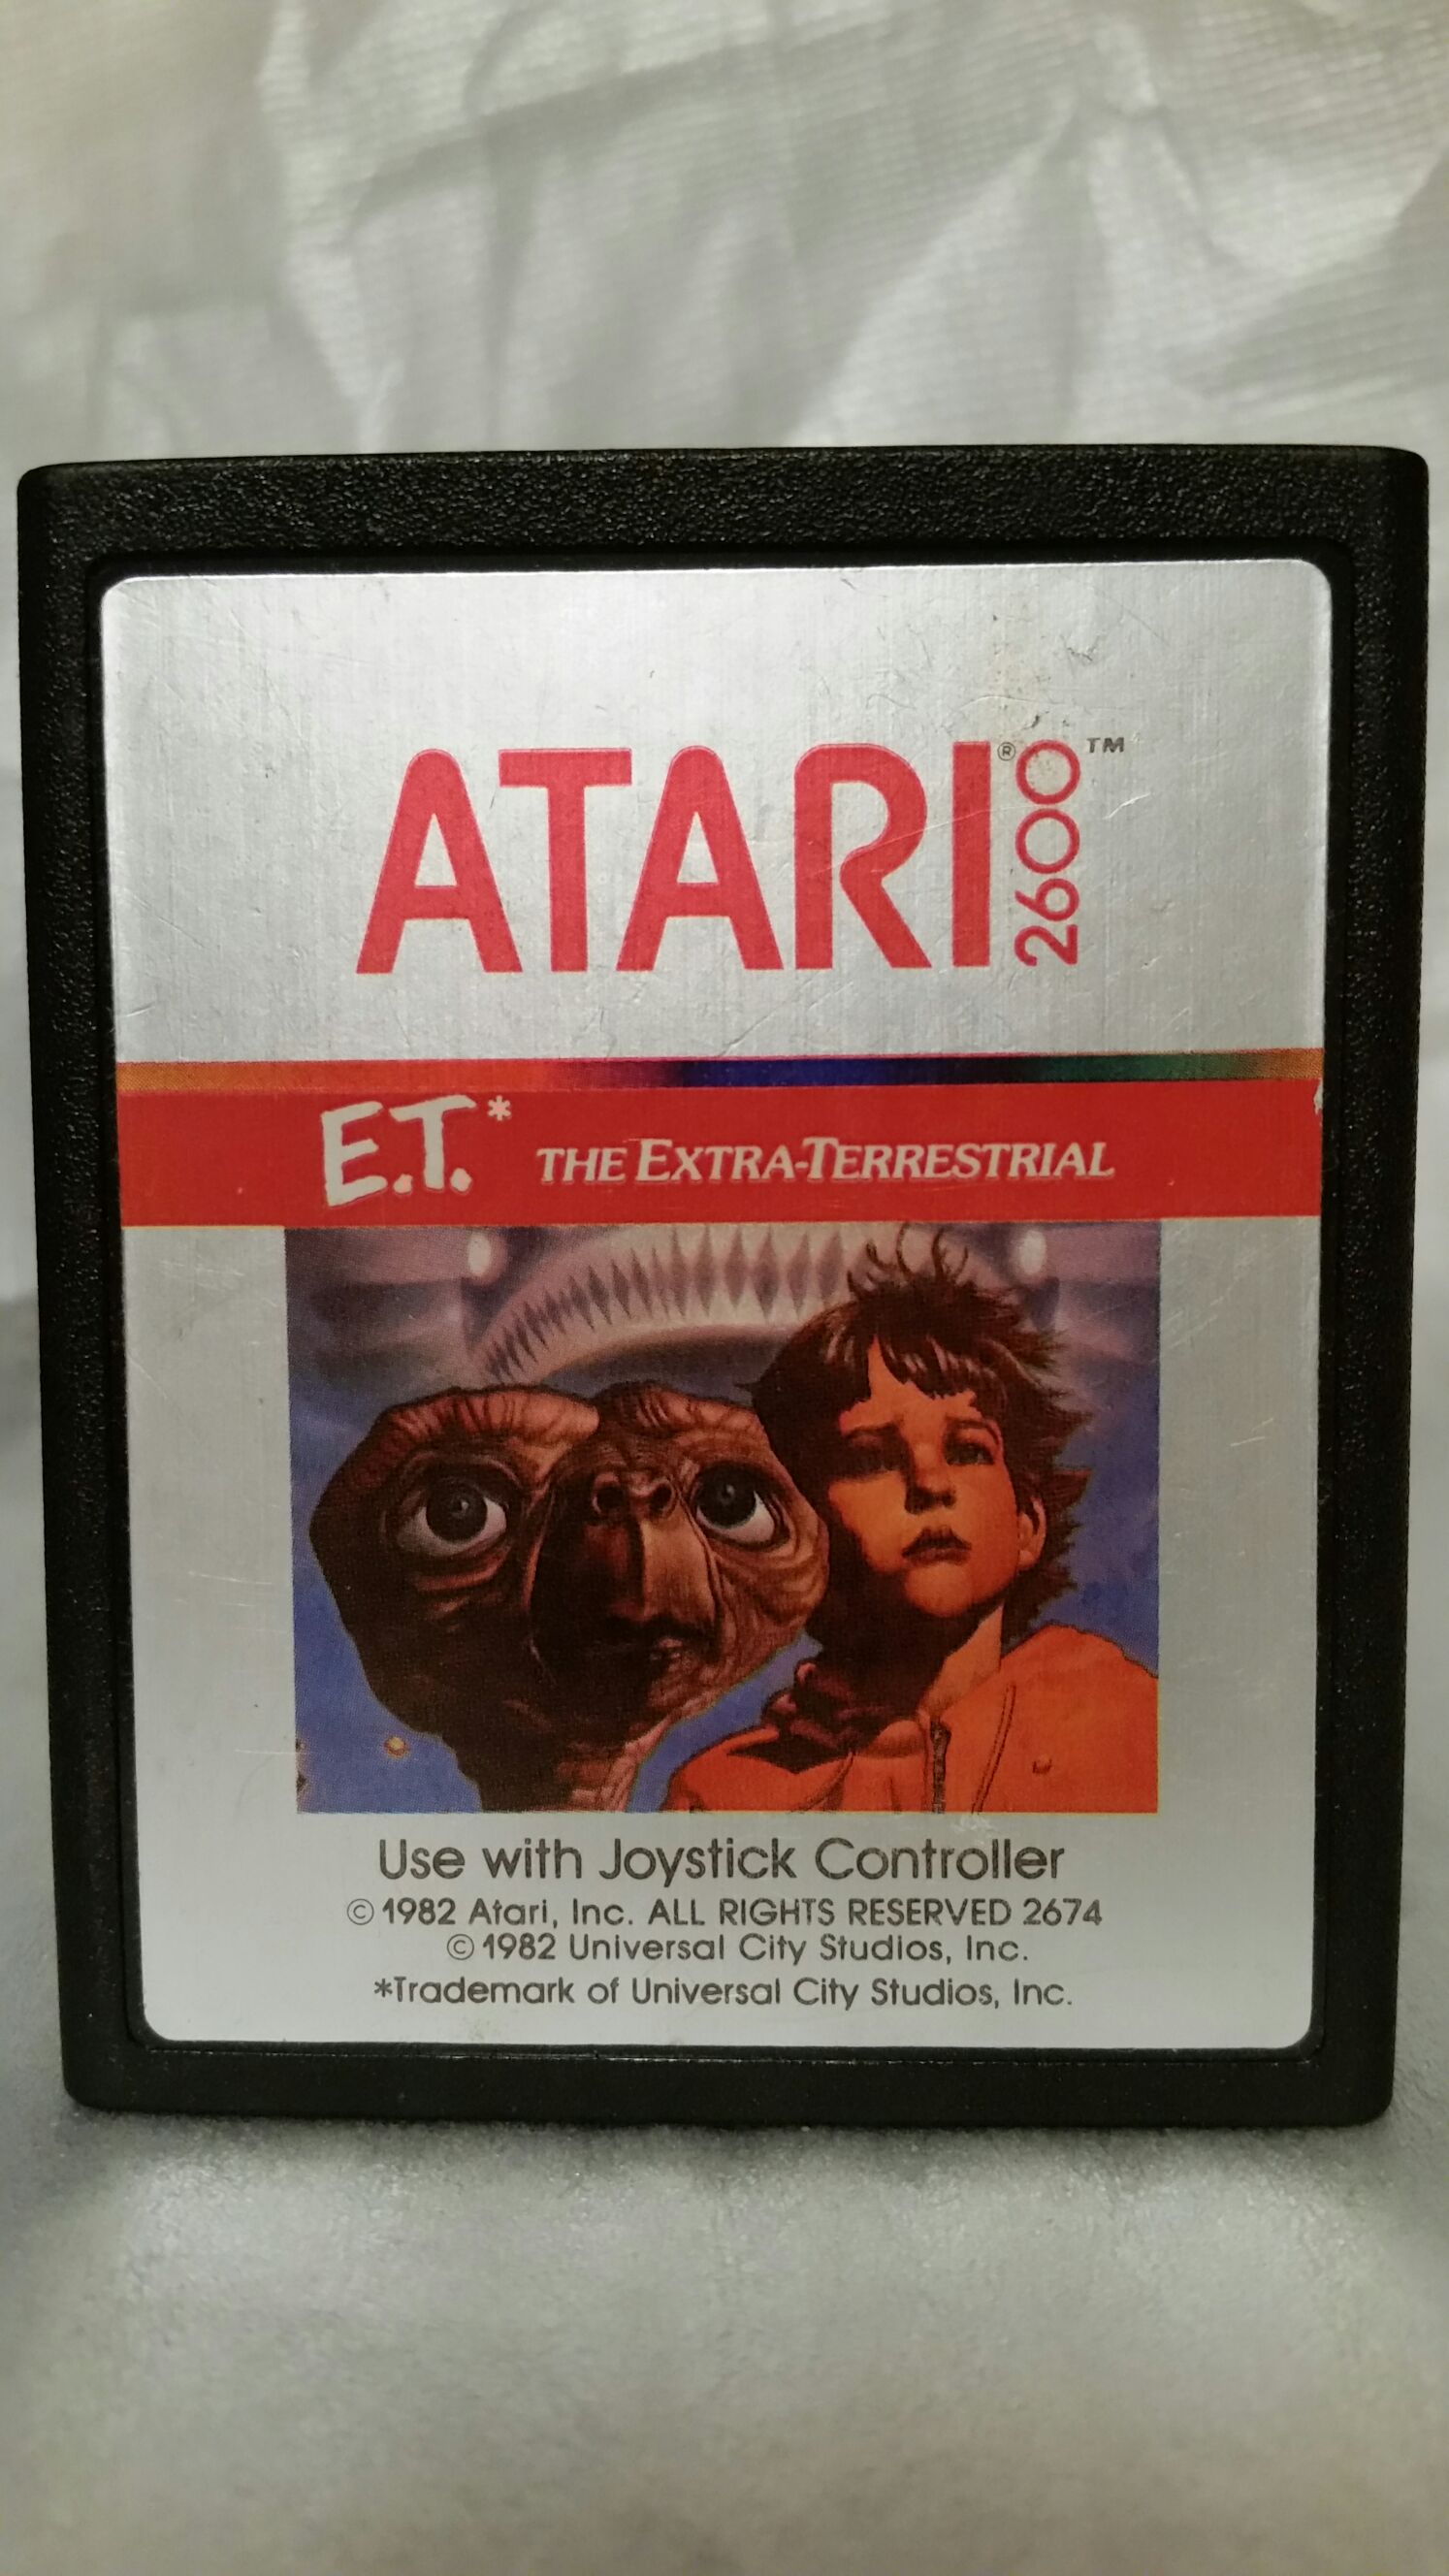 ATARI® 2600™
E.T.* THE EXTRA-TERRESTRIAL
Use with Joystick Controller
©1982 Atari, Inc. ALL RIGHTS RESERVED 2674
©1982 Universal City Studios, Inc.
*Trademark of Universal City Studios, Inc.